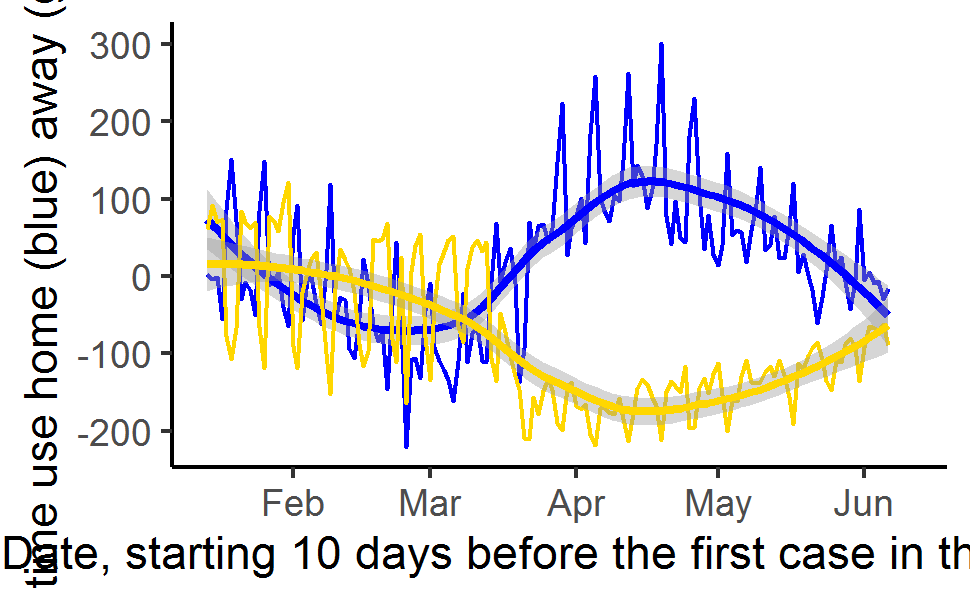 time use home (blue) away (
300
200
100
0
-100
-200
Feb Mar Apr May Jun
Date, starting 10 days before the first case in th